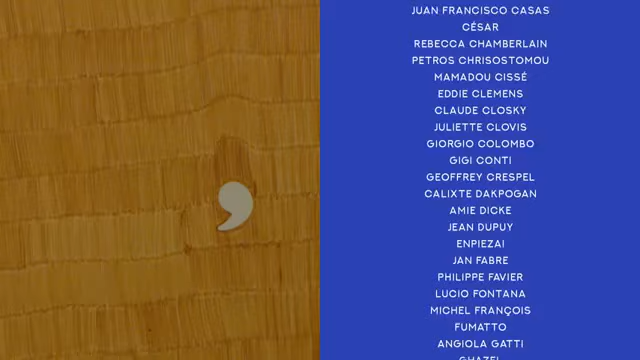 JUAN FRANCISCO CASAS
CÉSAR
REBECCA CHAMBERLAIN
PETROS CHRISOSTOMOU
MAMADOU CISSÉ
EDDIE CLEMENS
CLAUDE CLOSKY
JULIETTE CLOVIS
GIORGIO COLOMBO
GIGI CONTI
GEOFFREY CRESPEL
CALIXTE DAKPOGAN
AMIE DICKE
JEAN DUPUY
ENPIEZAI
JAN FABRE
PHILIPPE FAVIER
LUCIO FONTANA
MICHEL FRANÇOIS
FUMATTO
ANGIOLA GATTI
GHAZEL